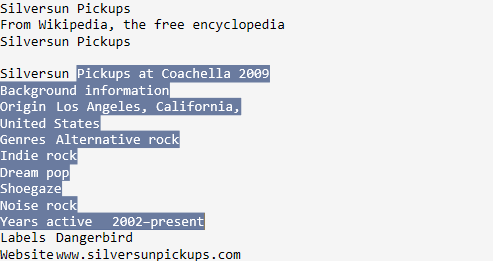 Silversun Pickups
From Wikipedia, the free encyclopedia
Silversun Pickups

Silversun Pickups at Coachella 2009
Background information
Origin Los Angeles, California,
United States
Genres Alternative rock
Indie rock
Dream pop
Shoegaze
Noise rock
Years active 2002–present
Labels Dangerbird
Website www.silversunpickups.com